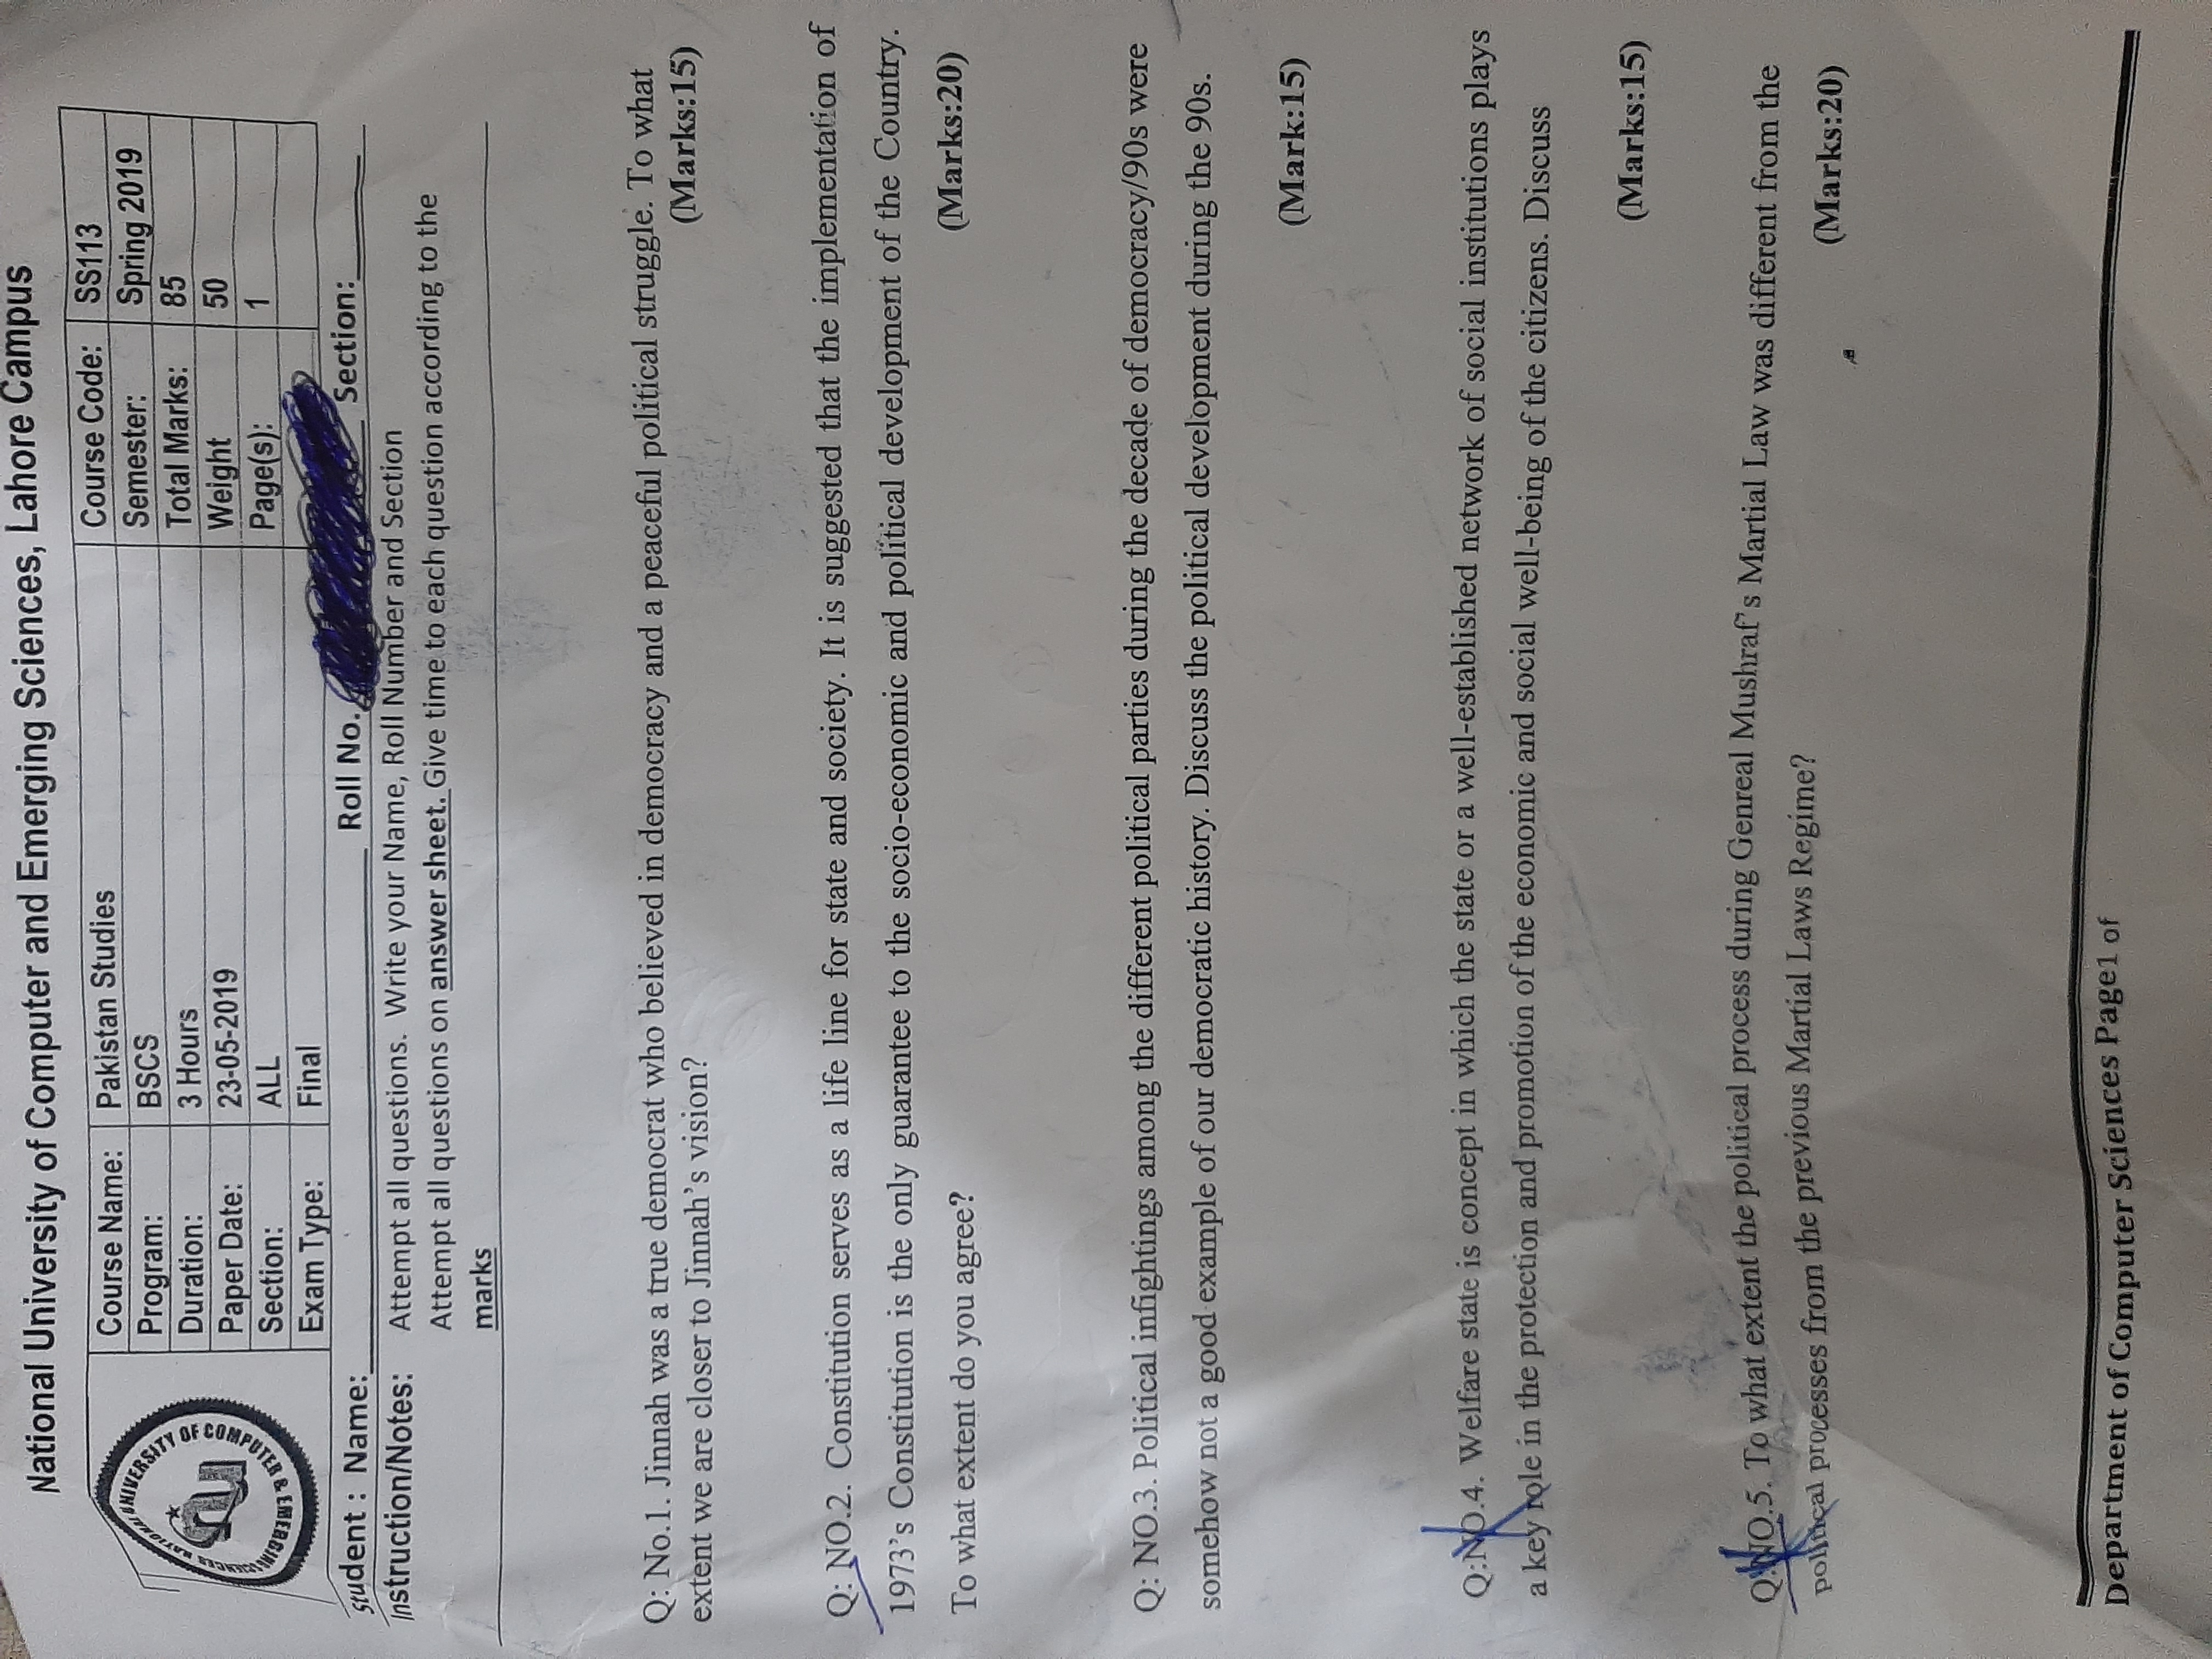 National University of Computer and Emerging Sciences, Lahore Campus
NATIONAL UNIVERSITY OF COMPUTER & EMERGING SCIENCES
nu
Course Name: Pakistan Studies Course Code: SS113
Program: BSCS Semester: Spring 2019
Duration: 3 Hours Total Marks: 85
Paper Date: 23-05-2019 Weight 50
Section: ALL Page(s): 1
Exam Type: Final
Student : Name: Roll No. Section:
Instruction/Notes: Attempt all questions. Write your Name, Roll Number and Section
Attempt all questions on answer sheet. Give time to each question according to the
marks
Q: No.1. Jinnah was a true democrat who believed in democracy and a peaceful political struggle. To what
extent we are closer to Jinnah's vision? (Marks:15)
Q: NO.2. Constitution serves as a life line for state and society. It is suggested that the implementation of
1973's Constitution is the only guarantee to the socio-economic and political development of the Country.
To what extent do you agree? (Marks:20)
Q: NO.3. Political infightings among the different political parties during the decade of democracy/90s were
somehow not a good example of our democratic history. Discuss the political development during the 90s.
(Mark:15)
Q:NO.4. Welfare state is concept in which the state or a well-established network of social institutions plays
a key role in the protection and promotion of the economic and social well-being of the citizens. Discuss
(Marks:15)
Q:NO.5. To what extent the political process during Genreal Mushraf's Martial Law was different from the
political processes from the previous Martial Laws Regime?
(Marks:20)
Department of Computer Sciences Page1 of